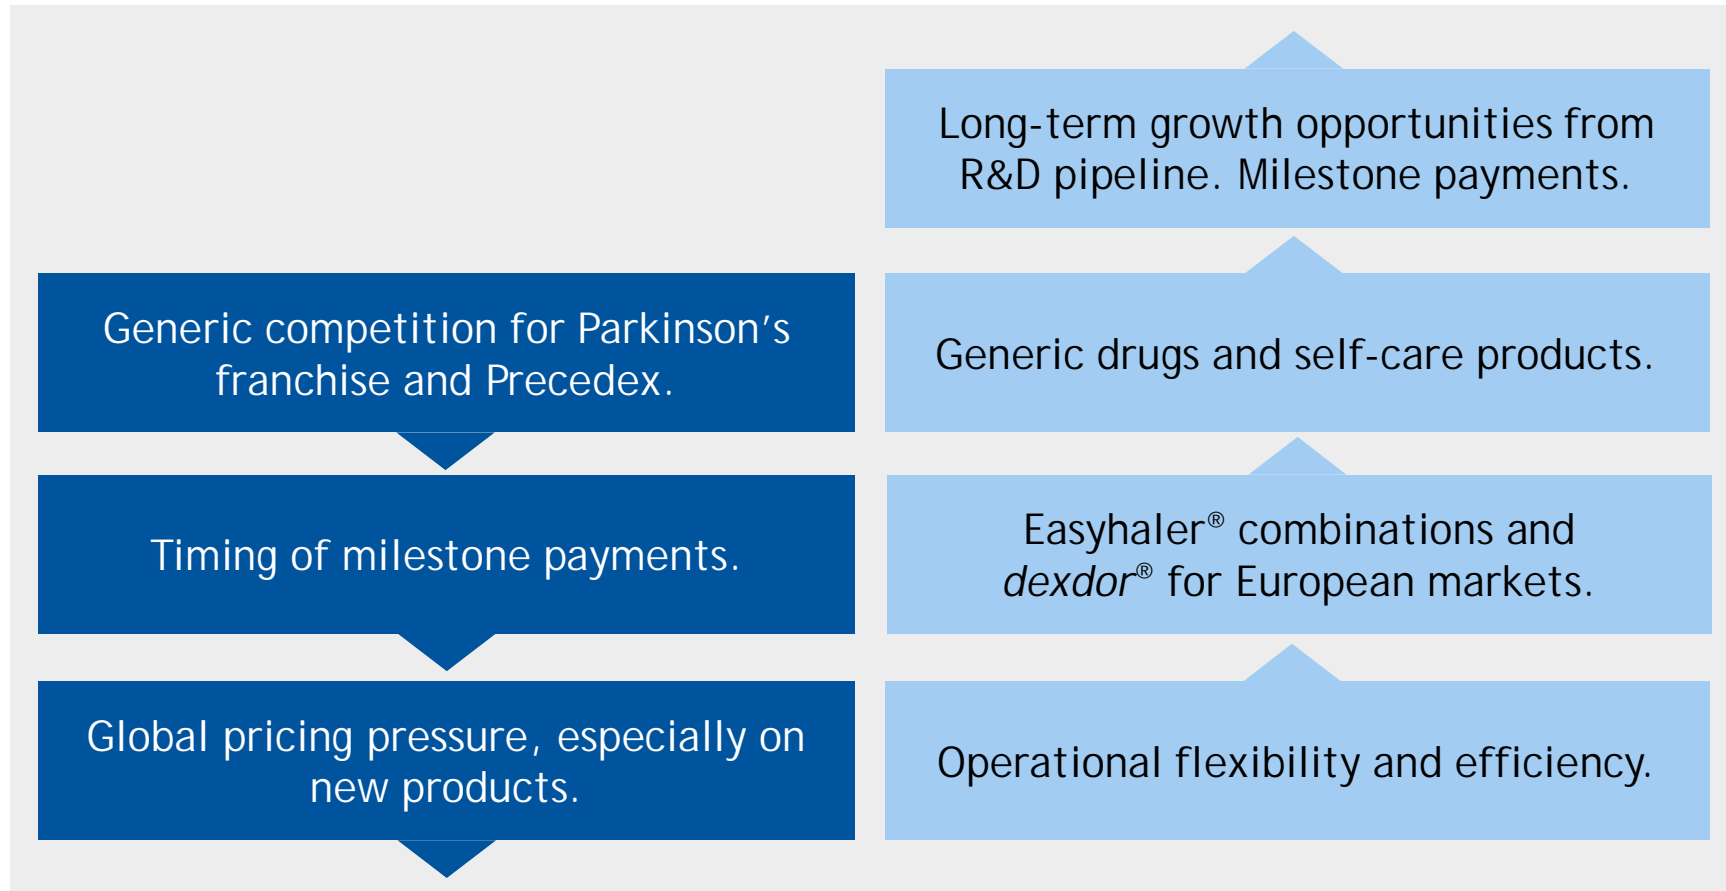 Long-term growth opportunities from
R&D pipeline. Milestone payments.
Generic competition for Parkinson’s
franchise and Precedex.
Generic drugs and self-care products.
Timing of milestone payments.
Easyhaler® combinations and
dexdor® for European markets.
Global pricing pressure, especially on
new products.
Operational flexibility and efficiency.